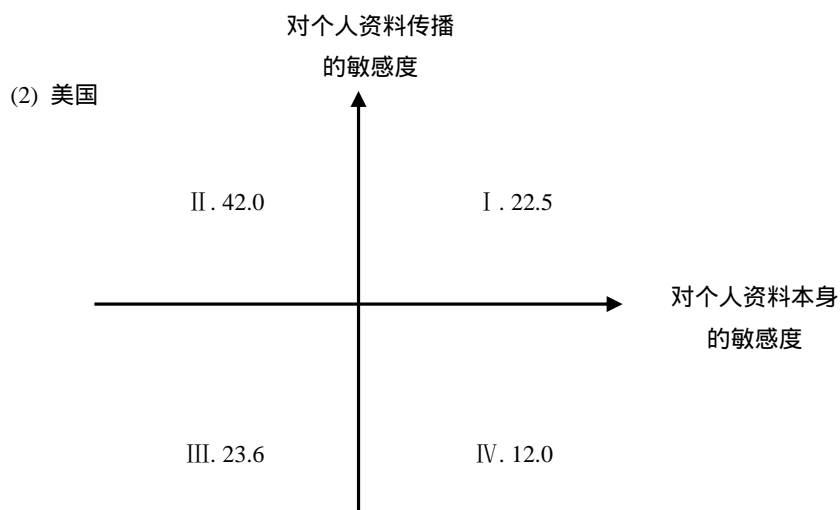 对个人资料传播
的敏感度
(2) 美国
Ⅱ. 42.0
Ⅰ. 22.5
对个人资料本身
的敏感度
Ⅲ. 23.6
Ⅳ. 12.0